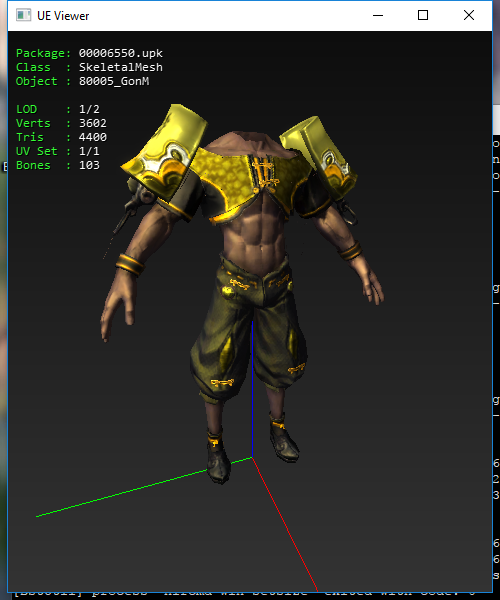 UE Viewer
Package: 00006550.upk
Class : SkeletalMesh
Object : 80005_GonM
LOD : 1/2
Verts : 3602
Tris : 4400
UV Set : 1/1
Bones : 103